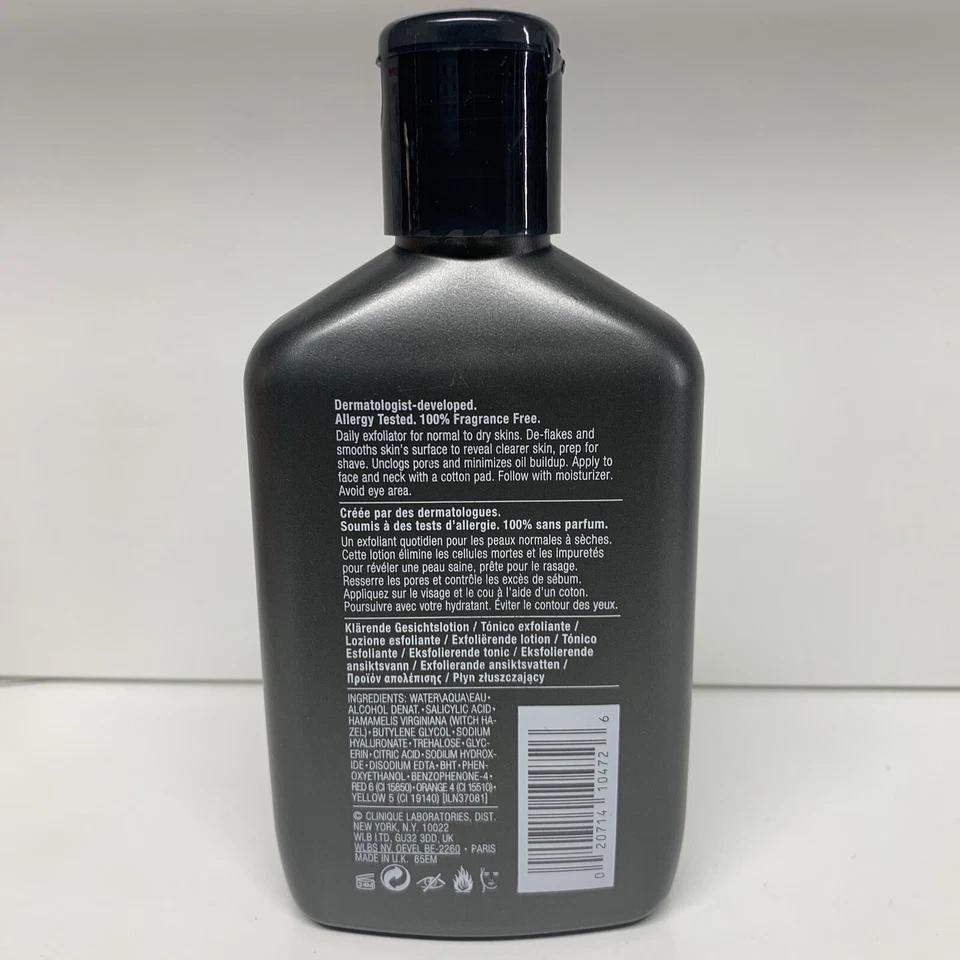 Dermatologist-developed.
Allergy Tested. 100% Fragrance Free.
Daily exfoliator for normal to dry skins. De-flakes and
smooths skin's surface to reveal clearer skin, prep for
shave. Unclogs pores and minimizes oil buildup. Apply to
face and neck with a cotton pad. Follow with moisturizer.
Avoid eye area.
Créée par des dermatologues.
Soumis à des tests d'allergie. 100% sans parfum.
Un exfoliant quotidien pour les peaux normales à sèches.
Cette lotion élimine les cellules mortes et les impuretés
pour révéler une peau saine, prête pour le rasage.
Resserre les pores et contrôle les excès de sébum.
Appliquez sur le visage et le cou à l'aide d'un coton.
Poursuivre avec votre hydratant. Éviter le contour des yeux.
Klärende Gesichtslotion / Tónico exfoliante /
Lozione esfoliante / Exfoliërende lotion / Tónico
Esfoliante / Eksfolierende tonic / Eksfolierende
ansiktsvann / Exfolierande ansiktsvatten /
Προϊόν απολέπισης / Płyn złuszczający
INGREDIENTS: WATER\AQUA\EAU•
ALCOHOL DENAT.•SALICYLIC ACID•
HAMAMELIS VIRGINIANA (WITCH HA-
ZEL)•BUTYLENE GLYCOL•SODIUM
HYALURONATE•TREHALOSE•GLYC-
ERIN•CITRIC ACID•SODIUM HYDROX-
IDE•DISODIUM EDTA•BHT•PHEN-
OXYETHANOL•BENZOPHENONE-4•
RED 6 (CI 15850)•ORANGE 4 (CI 15510)•
YELLOW 5 (CI 19140) [ILN37081]
© CLINIQUE LABORATORIES, DIST.
NEW YORK, N.Y. 10022
WLB LTD, GU32 3DD, UK
WLBS NV. OEVEL BE-2260 • PARIS
MADE IN U.K. 65EM
0 20714 10472 6